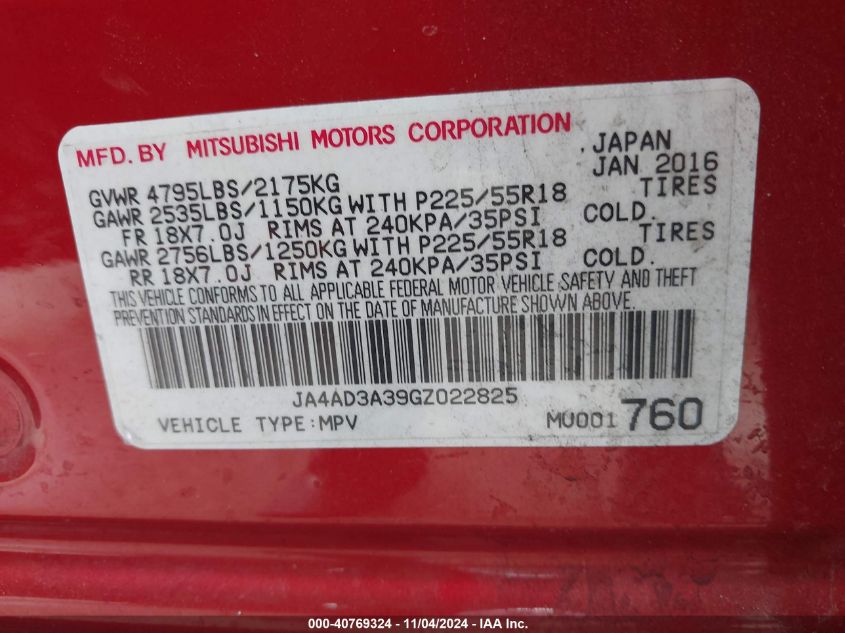 MFD. BY MITSUBISHI MOTORS CORPORATION
. JAPAN
JAN 2016
GVWR 4795LBS/2175KG
GAWR 2535LBS/1150KG WITH P225/55R18 TIRES
FR 18X7.0J RIMS AT 240KPA/35PSI COLD.
GAWR 2756LBS/1250KG WITH P225/55R18 TIRES
RR 18X7.0J RIMS AT 240KPA/35PSI COLD.
THIS VEHICLE CONFORMS TO ALL APPLICABLE FEDERAL MOTOR VEHICLE SAFETY AND THEFT
PREVENTION STANDARDS IN EFFECT ON THE DATE OF MANUFACTURE SHOWN ABOVE.
JA4AD3A39GZ022825
VEHICLE TYPE:MPV MU001 760
000-40769324 - 11/04/2024 - IAAI Inc.